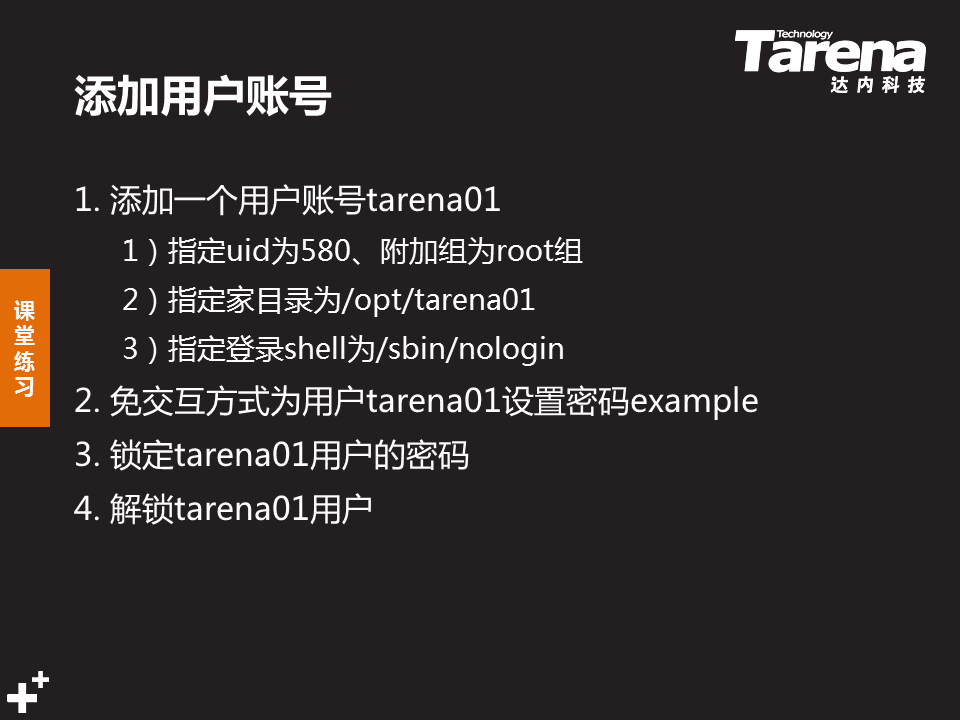 Technology
Tarena
达内科技
添加用户账号
1. 添加一个用户账号tarena01
1）指定uid为580、附加组为root组
2）指定家目录为/opt/tarena01
3）指定登录shell为/sbin/nologin
课堂练习
2. 免交互方式为用户tarena01设置密码example
3. 锁定tarena01用户的密码
4. 解锁tarena01用户